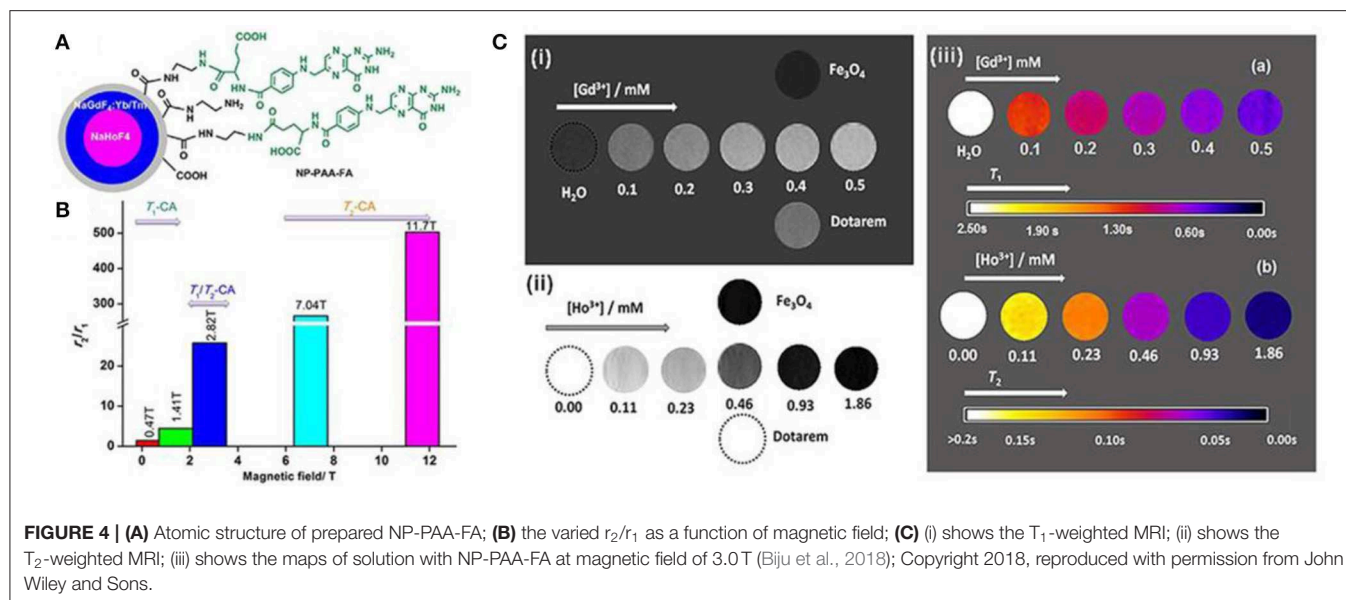 A
COOH
NH
O
N
H
N
NH₂
NH
O
NaGdF₄:Yb/Tm
NaHoF4
NH₂
HOOC
COOH
NP-PAA-FA
B
T₁-CA
T₂-CA
T₁/T₂-CA
r₂/r₁
500
400
300
20
10
0
0.47T
1.41T
2.82T
7.04T
11.7T
0 2 4 6 8 10 12
Magnetic field/ T
C
(i)
[Gd³⁺] / mM
Fe₃O₄
H₂O 0.1 0.2 0.3 0.4 0.5
Dotarem
(ii)
[Ho³⁺] / mM
Fe₃O₄
0.00 0.11 0.23 0.46 0.93 1.86
Dotarem
(iii)
(a)
[Gd³⁺] / mM
H₂O 0.1 0.2 0.3 0.4 0.5
T₁
2.50s 1.90 s 1.30s 0.60s 0.00s
[Ho³⁺] / mM
(b)
0.00 0.11 0.23 0.46 0.93 1.86
T₂
>0.2s 0.15s 0.10s 0.05s 0.00s
FIGURE 4 | (A) Atomic structure of prepared NP-PAA-FA; (B) the varied r₂/r₁ as a function of magnetic field; (C) (i) shows the T₁-weighted MRI; (ii) shows the
T₂-weighted MRI; (iii) shows the maps of solution with NP-PAA-FA at magnetic field of 3.0 T (Biju et al., 2018); Copyright 2018, reproduced with permission from John
Wiley and Sons.